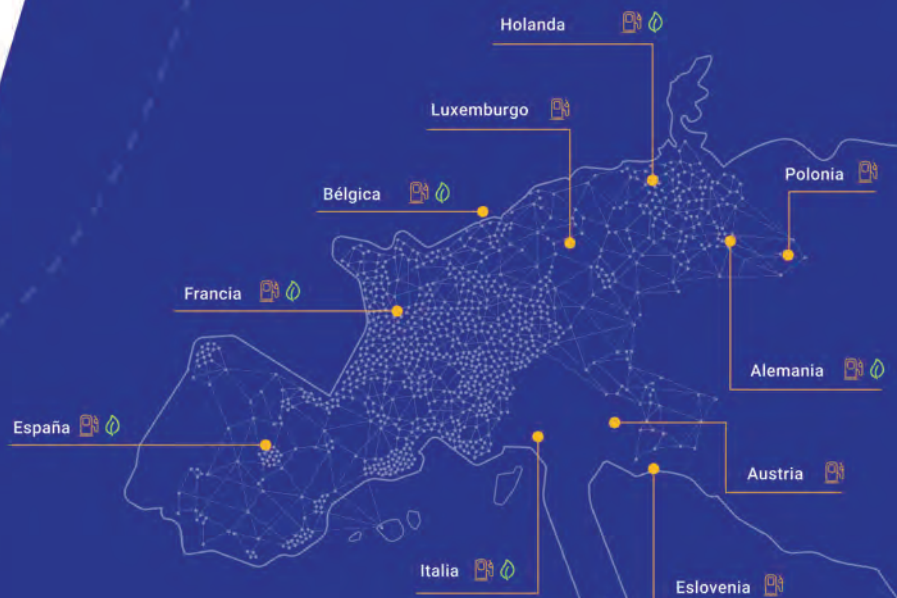 Holanda
Luxemburgo
Polonia
Bélgica
Francia
Alemania
España
Austria
Italia
Eslovenia